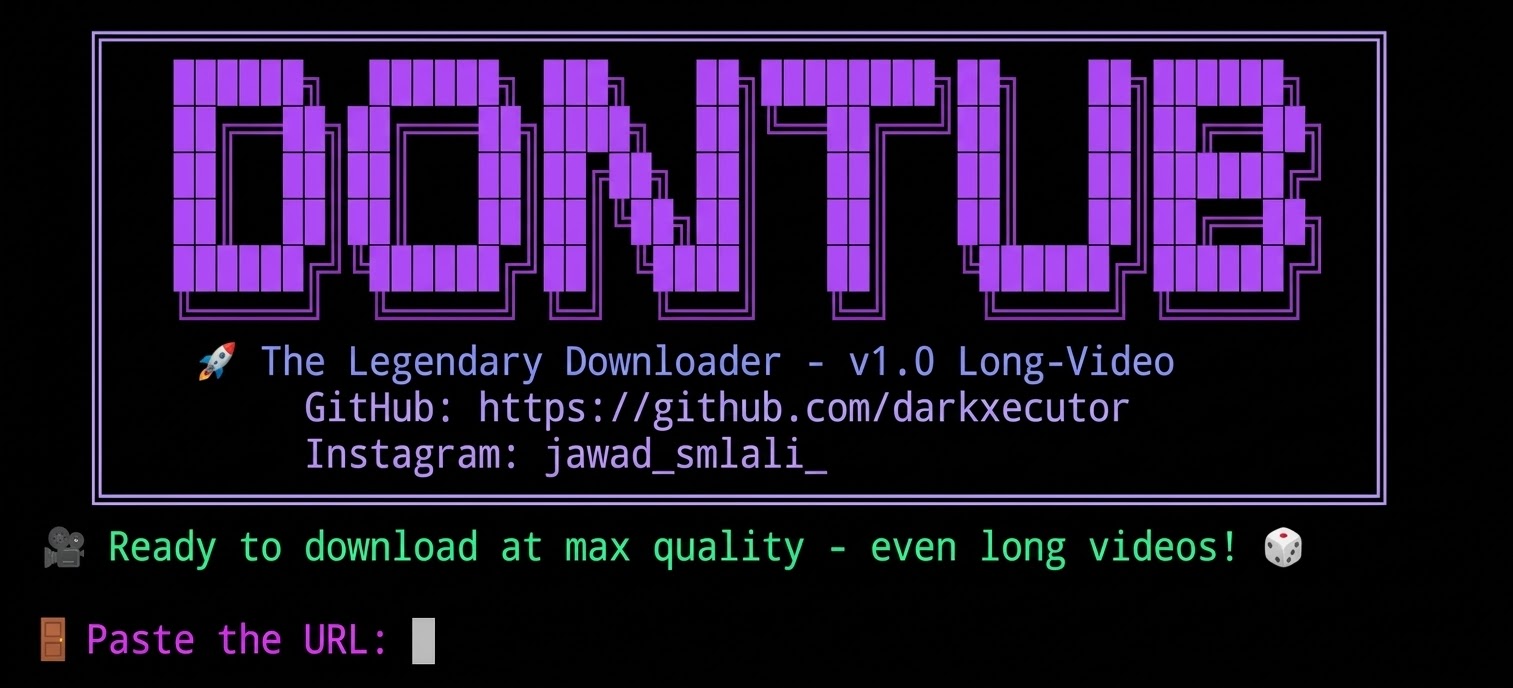 DONTUB
🚀 The Legendary Downloader - v1.0 Long-Video
GitHub: https://github.com/darkxecutor
Instagram: jawad_smlali_
🎥 Ready to download at max quality - even long videos! 🎲
🚪 Paste the URL: